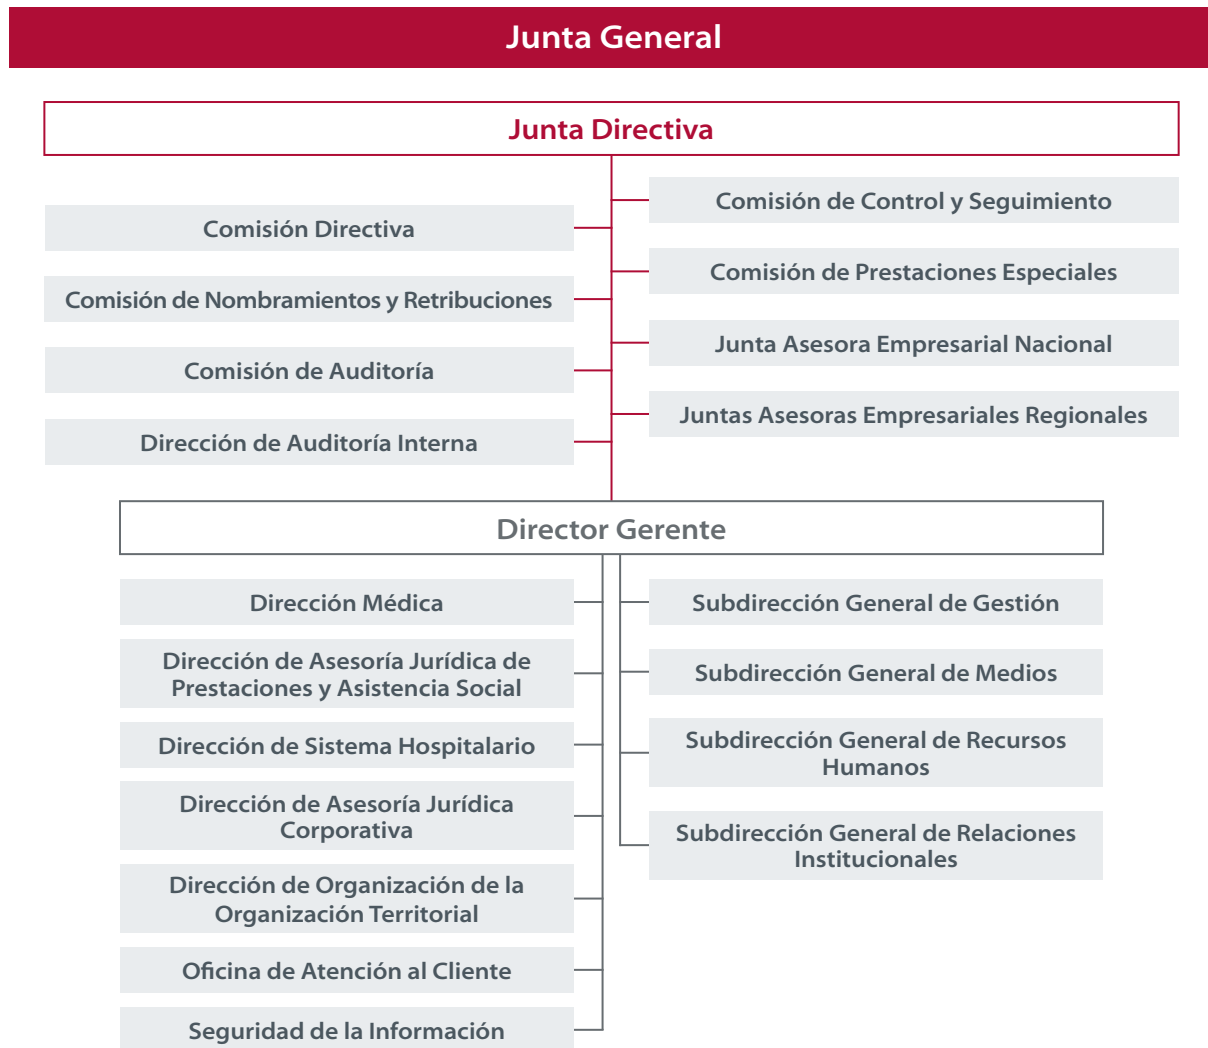 Junta General
Junta Directiva
Comisión Directiva
Comisión de Nombramientos y Retribuciones
Comisión de Auditoría
Dirección de Auditoría Interna
Comisión de Control y Seguimiento
Comisión de Prestaciones Especiales
Junta Asesora Empresarial Nacional
Juntas Asesoras Empresariales Regionales
Director Gerente
Dirección Médica
Dirección de Asesoría Jurídica de
Prestaciones y Asistencia Social
Dirección de Sistema Hospitalario
Dirección de Asesoría Jurídica
Corporativa
Dirección de Organización de la
Organización Territorial
Oficina de Atención al Cliente
Seguridad de la Información
Subdirección General de Gestión
Subdirección General de Medios
Subdirección General de Recursos
Humanos
Subdirección General de Relaciones
Institucionales